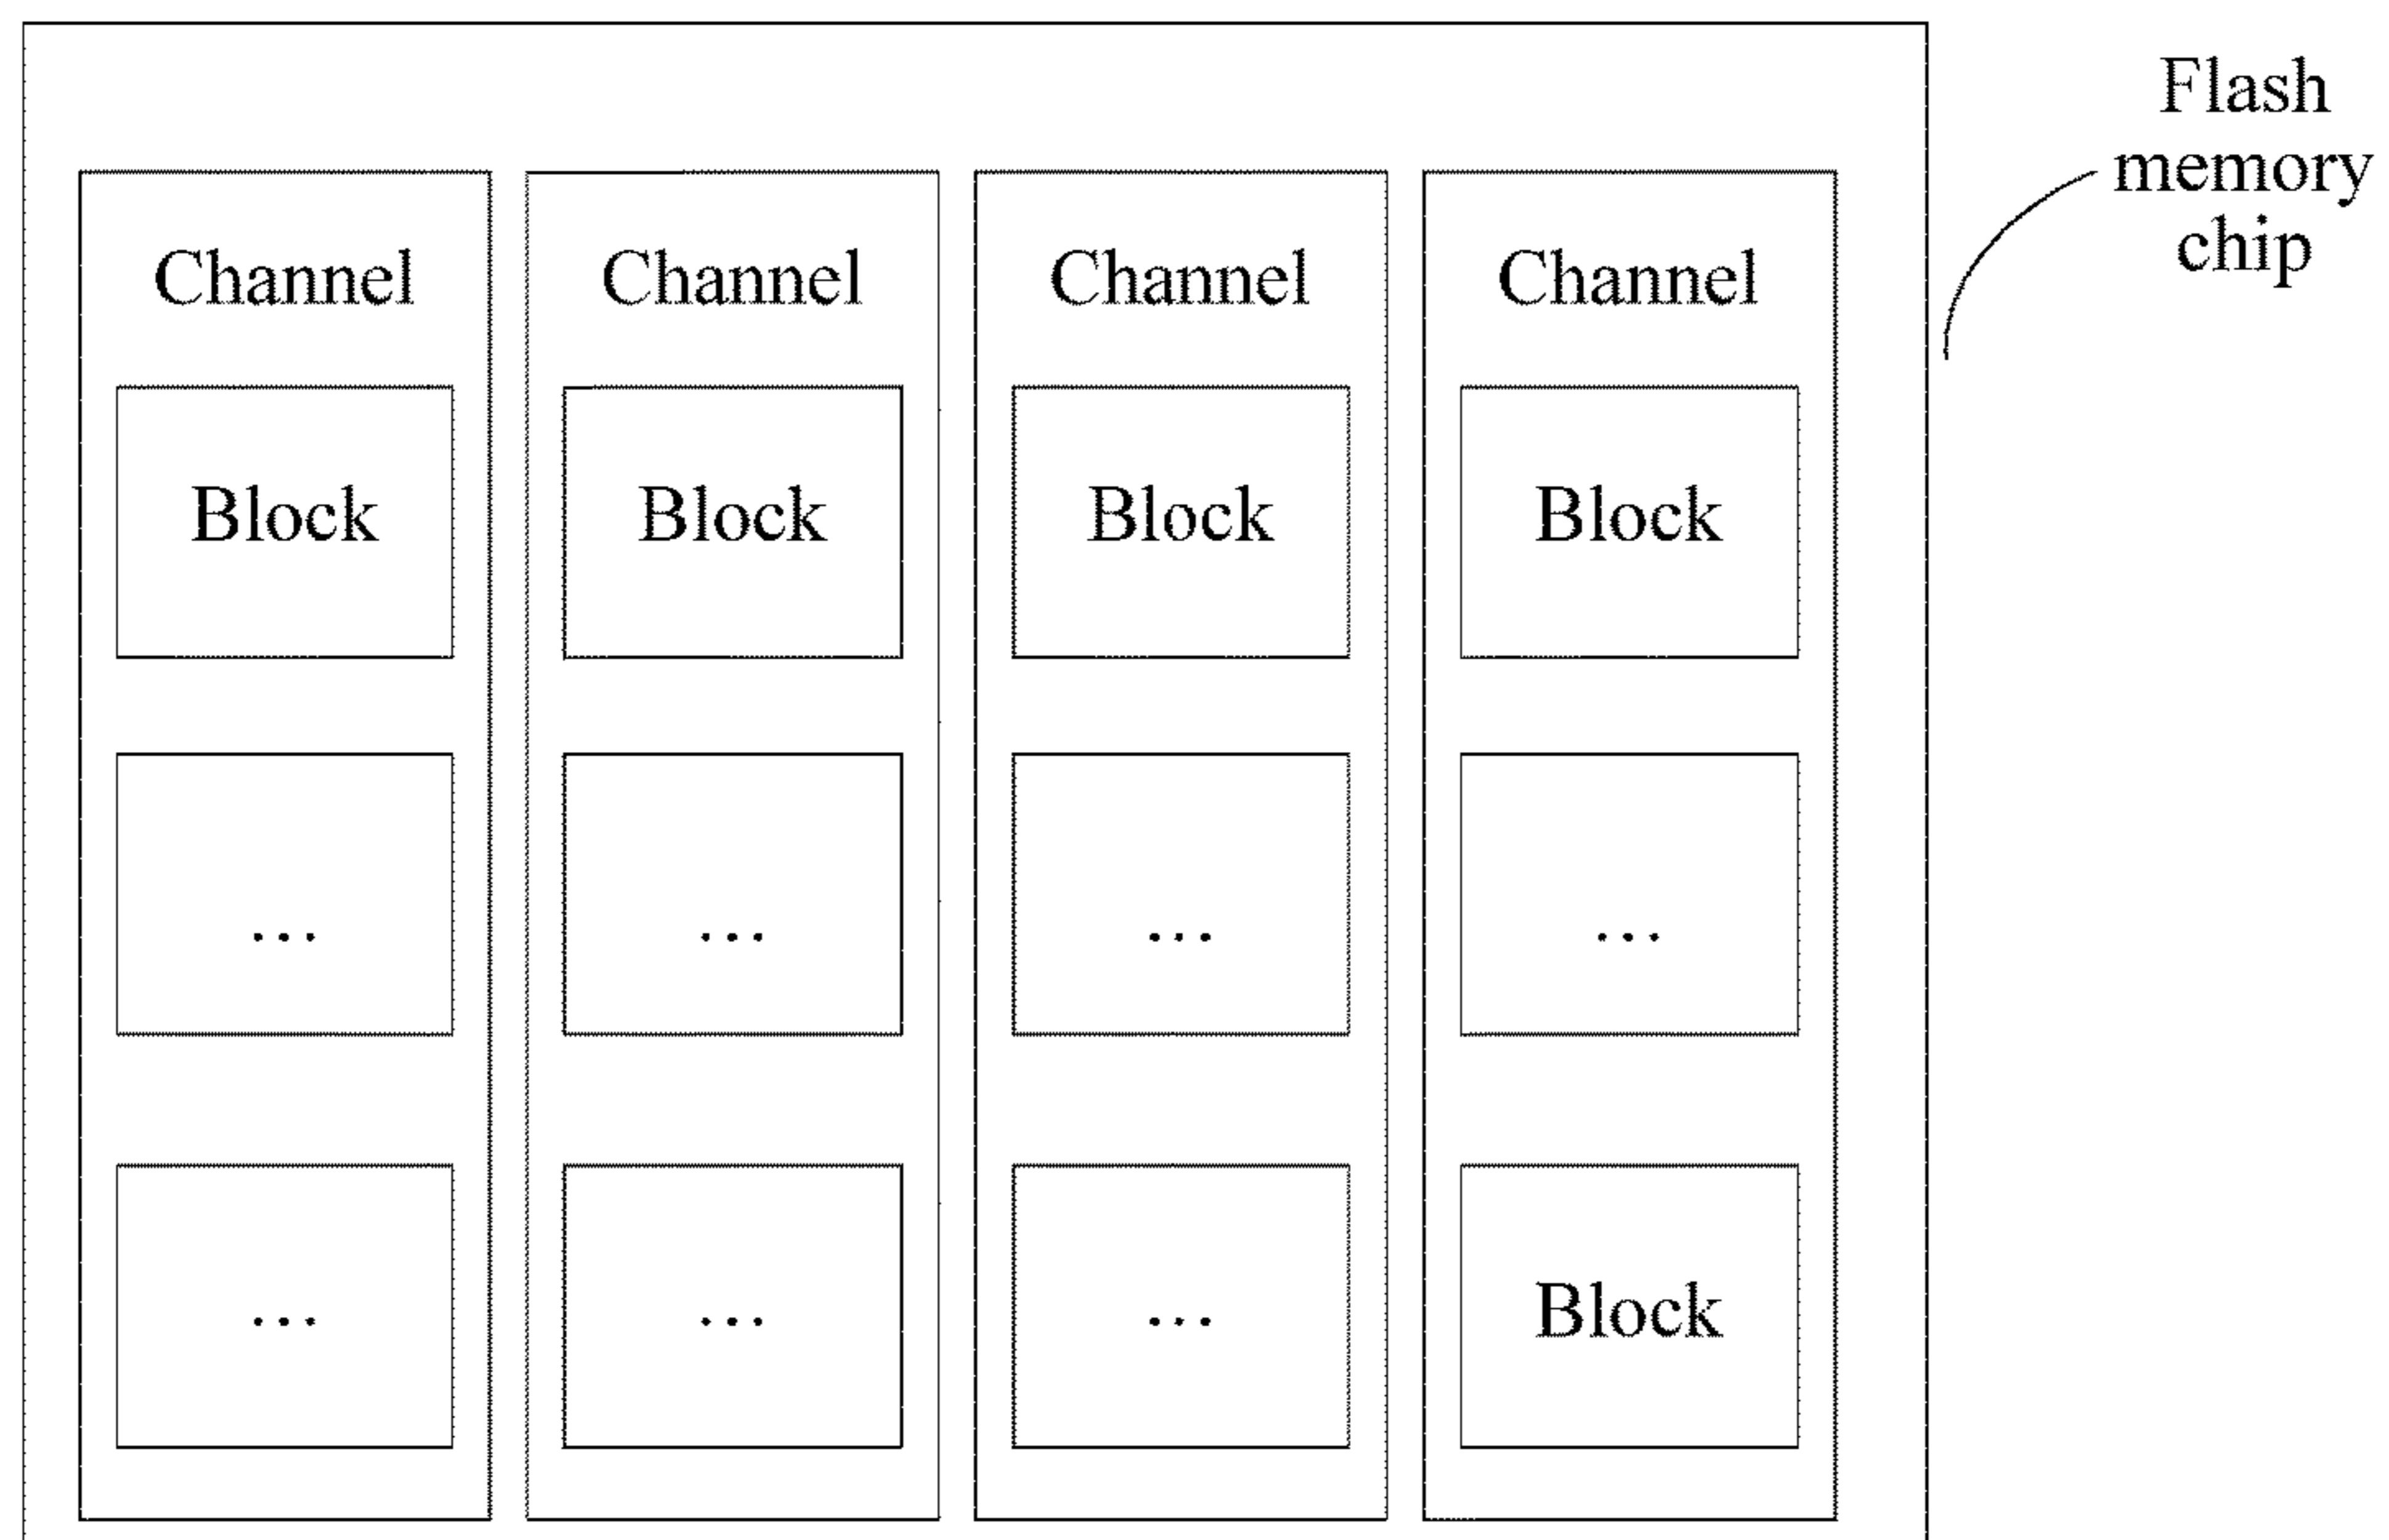 Flash
memory
chip
Channel Channel Channel Channel
Block Block Block Block
... ... ... ...
... ... ... Block